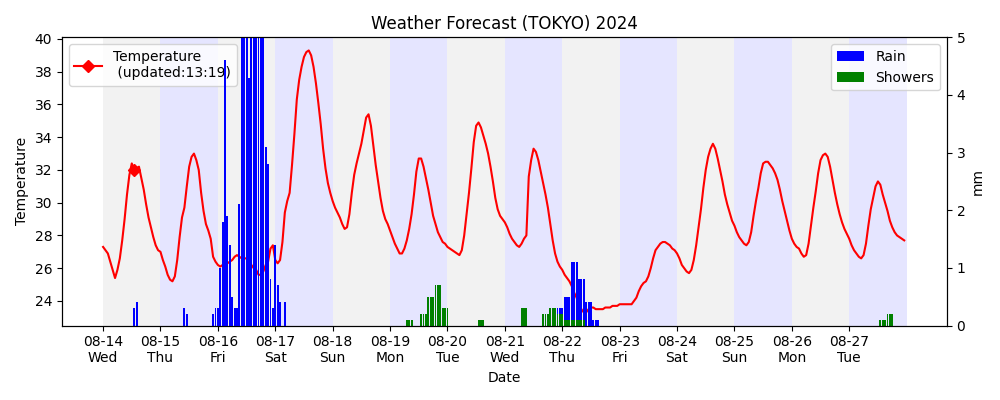 Weather Forecast (TOKYO) 2024
Temperature
(updated:13:19)
Rain
Showers
40
38
36
34
32
30
28
26
24
Temperature
5
4
3
2
1
0
mm
08-14 08-15 08-16 08-17 08-18 08-19 08-20 08-21 08-22 08-23 08-24 08-25 08-26 08-27
Wed Thu Fri Sat Sun Mon Tue Wed Thu Fri Sat Sun Mon Tue
Date